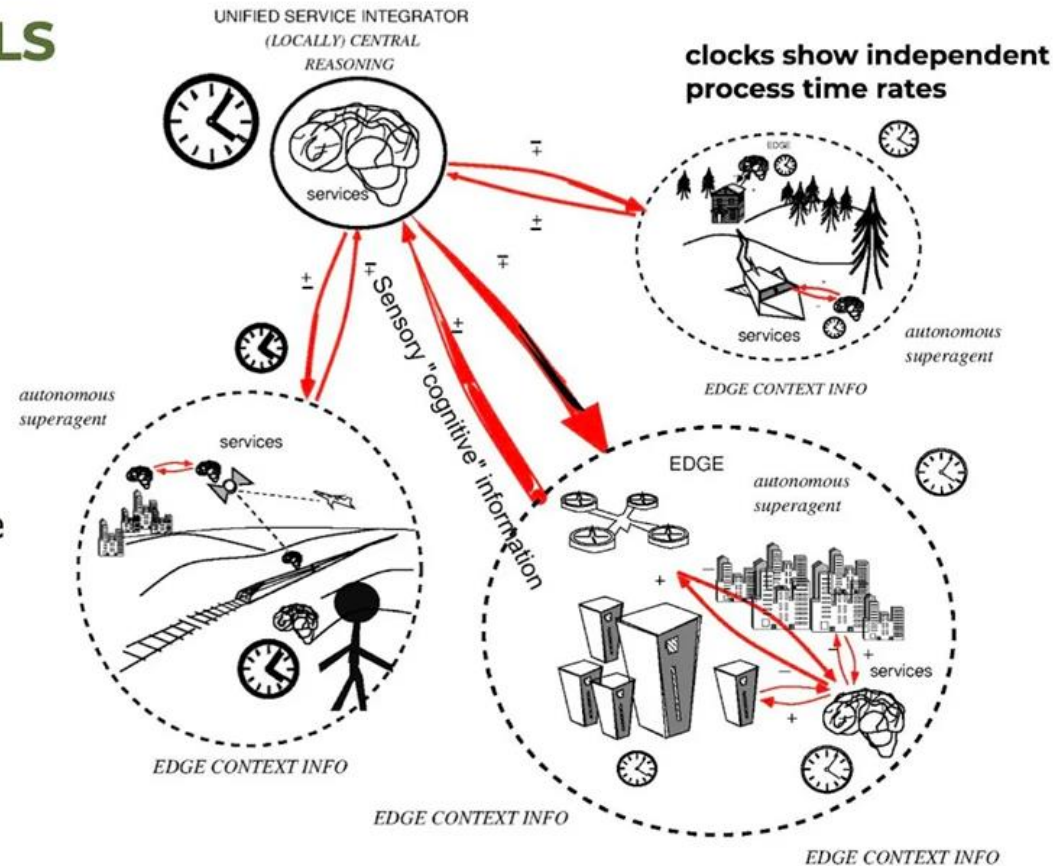 LS
UNIFIED SERVICE INTEGRATOR
(LOCALLY) CENTRAL
REASONING
services
clocks show independent
process time rates
∓
±
EDGE
services
autonomous
superagent
EDGE CONTEXT INFO
±
∓
∓
±
Sensory "cognitive" information
autonomous
superagent
services
EDGE CONTEXT INFO
e
EDGE
autonomous
superagent
+
−
−
+
services
−
+
EDGE CONTEXT INFO
EDGE CONTEXT INFO